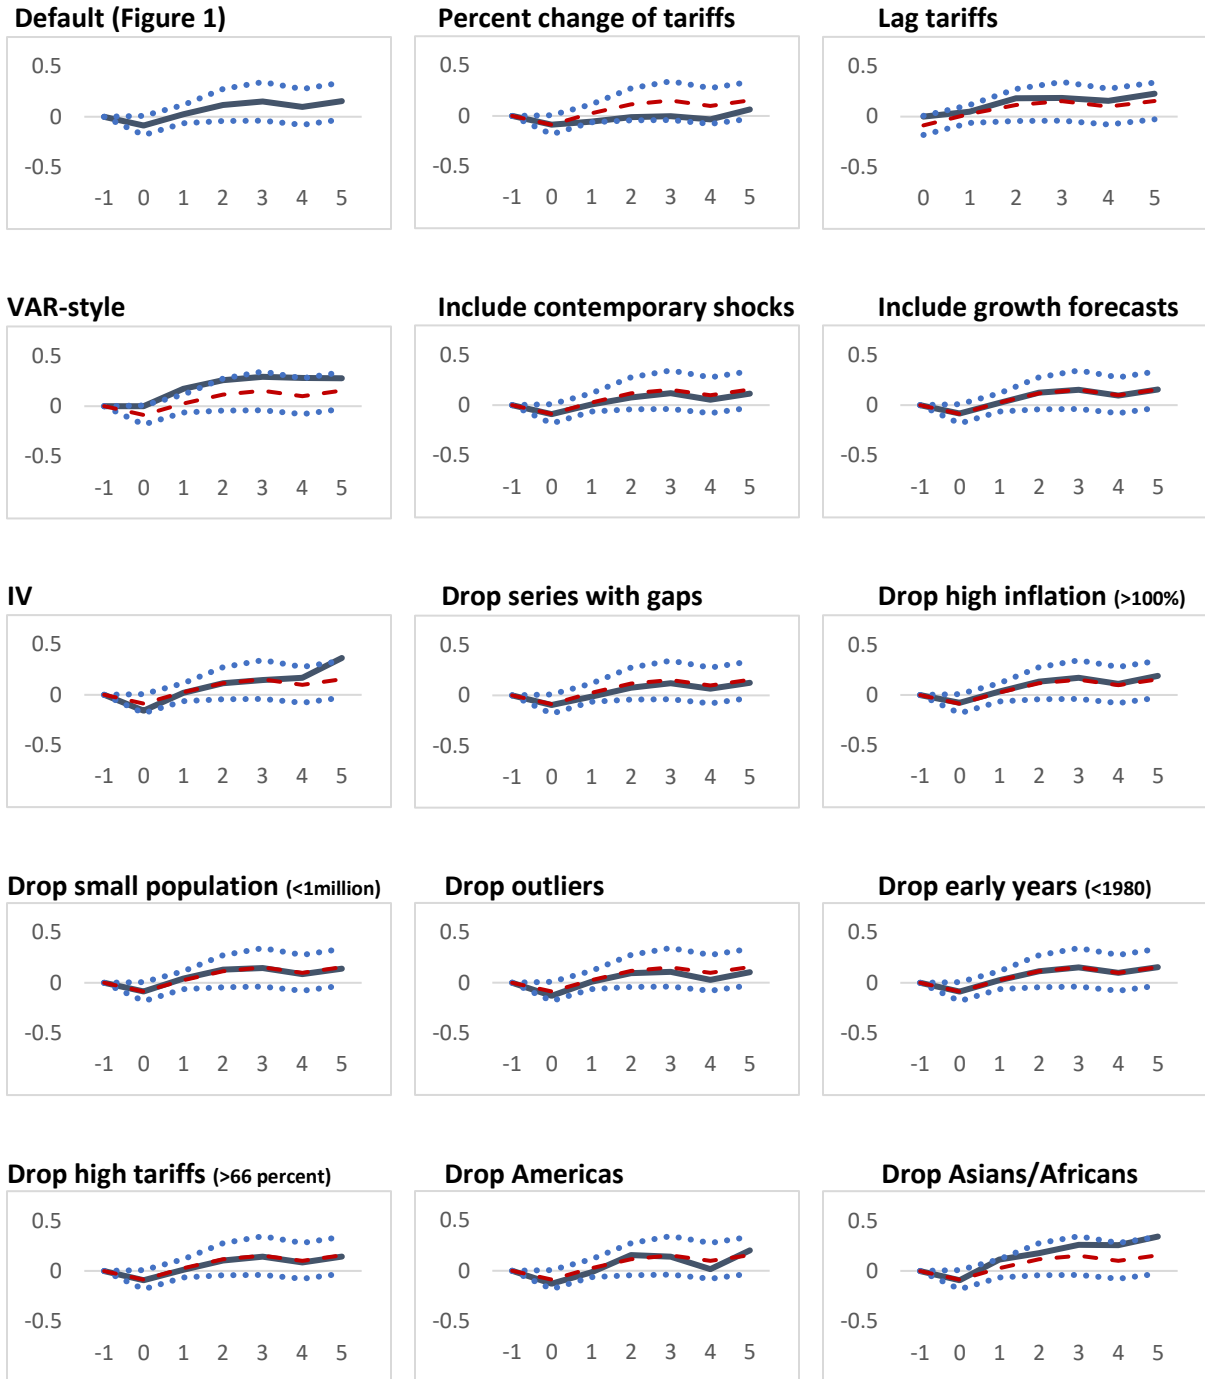 Default (Figure 1)
0.5
0
-0.5
-1 0 1 2 3 4 5
Percent change of tariffs
0.5
0
-0.5
-1 0 1 2 3 4 5
Lag tariffs
0.5
0
-0.5
0 1 2 3 4 5
VAR-style
0.5
0
-0.5
-1 0 1 2 3 4 5
Include contemporary shocks
0.5
0
-0.5
-1 0 1 2 3 4 5
Include growth forecasts
0.5
0
-0.5
-1 0 1 2 3 4 5
IV
0.5
0
-0.5
-1 0 1 2 3 4 5
Drop series with gaps
0.5
0
-0.5
-1 0 1 2 3 4 5
Drop high inflation (>100%)
0.5
0
-0.5
-1 0 1 2 3 4 5
Drop small population (<1million)
0.5
0
-0.5
-1 0 1 2 3 4 5
Drop outliers
0.5
0
-0.5
-1 0 1 2 3 4 5
Drop early years (<1980)
0.5
0
-0.5
-1 0 1 2 3 4 5
Drop high tariffs (>66 percent)
0.5
0
-0.5
-1 0 1 2 3 4 5
Drop Americas
0.5
0
-0.5
-1 0 1 2 3 4 5
Drop Asians/Africans
0.5
0
-0.5
-1 0 1 2 3 4 5